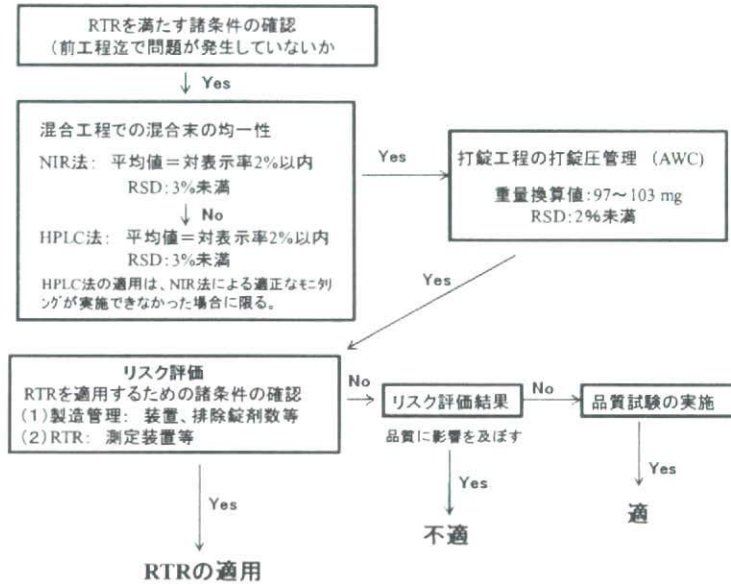 RTRを満たす諸条件の確認
(前工程迄で問題が発生していないか
Yes
混合工程での混合末の均一性
NIR法: 平均値=対表示率2%以内
RSD:3%未満
No
HPLC法: 平均値=対表示率2%以内
RSD:3%未満
HPLC法の適用は、NIR法による適正なモニタリ
ングが実施できなかった場合に限る。
Yes
打錠工程の打錠圧管理 (AWC)
重量換算値:97~103 mg
RSD:2%未満
Yes
リスク評価
RTRを適用するための諸条件の確認
(1)製造管理: 装置、排除錠剤数等
(2)RTR: 測定装置等
No
リスク評価結果
品質に影響を及ぼす
No
品質試験の実施
Yes
Yes
Yes
適
不適
RTRの適用